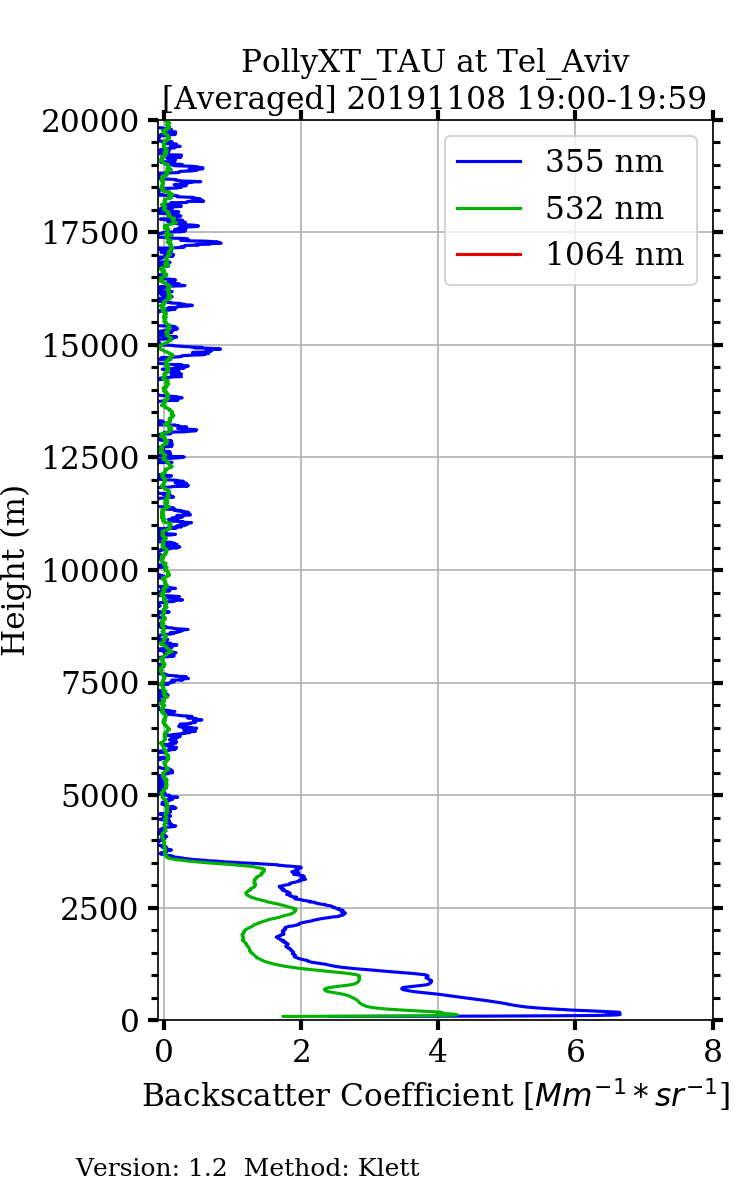 PollyXT_TAU at Tel_Aviv
[Averaged] 20191108 19:00-19:59
355 nm
532 nm
1064 nm
20000
17500
15000
12500
10000
7500
5000
2500
0
Height (m)
0 2 4 6 8
Backscatter Coefficient [Mm⁻¹ * sr⁻¹]
Version: 1.2 Method: Klett